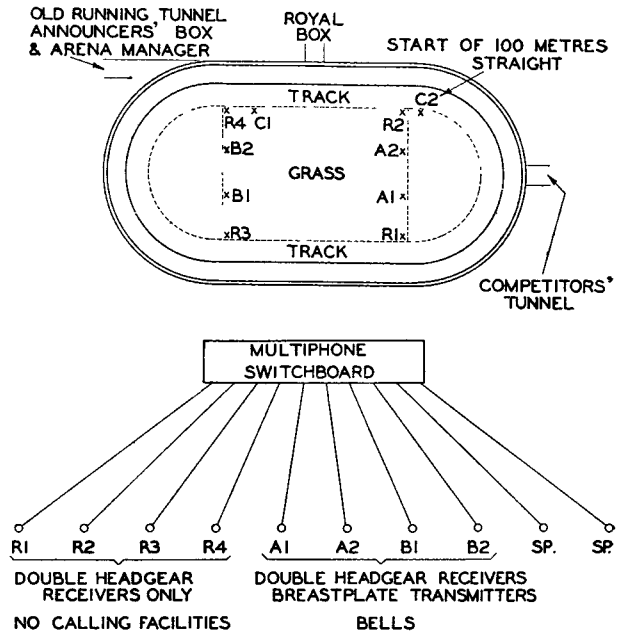 OLD RUNNING TUNNEL
ANNOUNCERS' BOX
& ARENA MANAGER
ROYAL
BOX
START OF 100 METRES
STRAIGHT
TRACK
C2
R4 C1
R2
B2
A2
GRASS
B1
A1
R3
R1
TRACK
COMPETITORS'
TUNNEL
MULTIPHONE
SWITCHBOARD
R1 R2 R3 R4 A1 A2 B1 B2 SP. SP.
DOUBLE HEADGEAR
RECEIVERS ONLY
DOUBLE HEADGEAR RECEIVERS
BREASTPLATE TRANSMITTERS
NO CALLING FACILITIES
BELLS